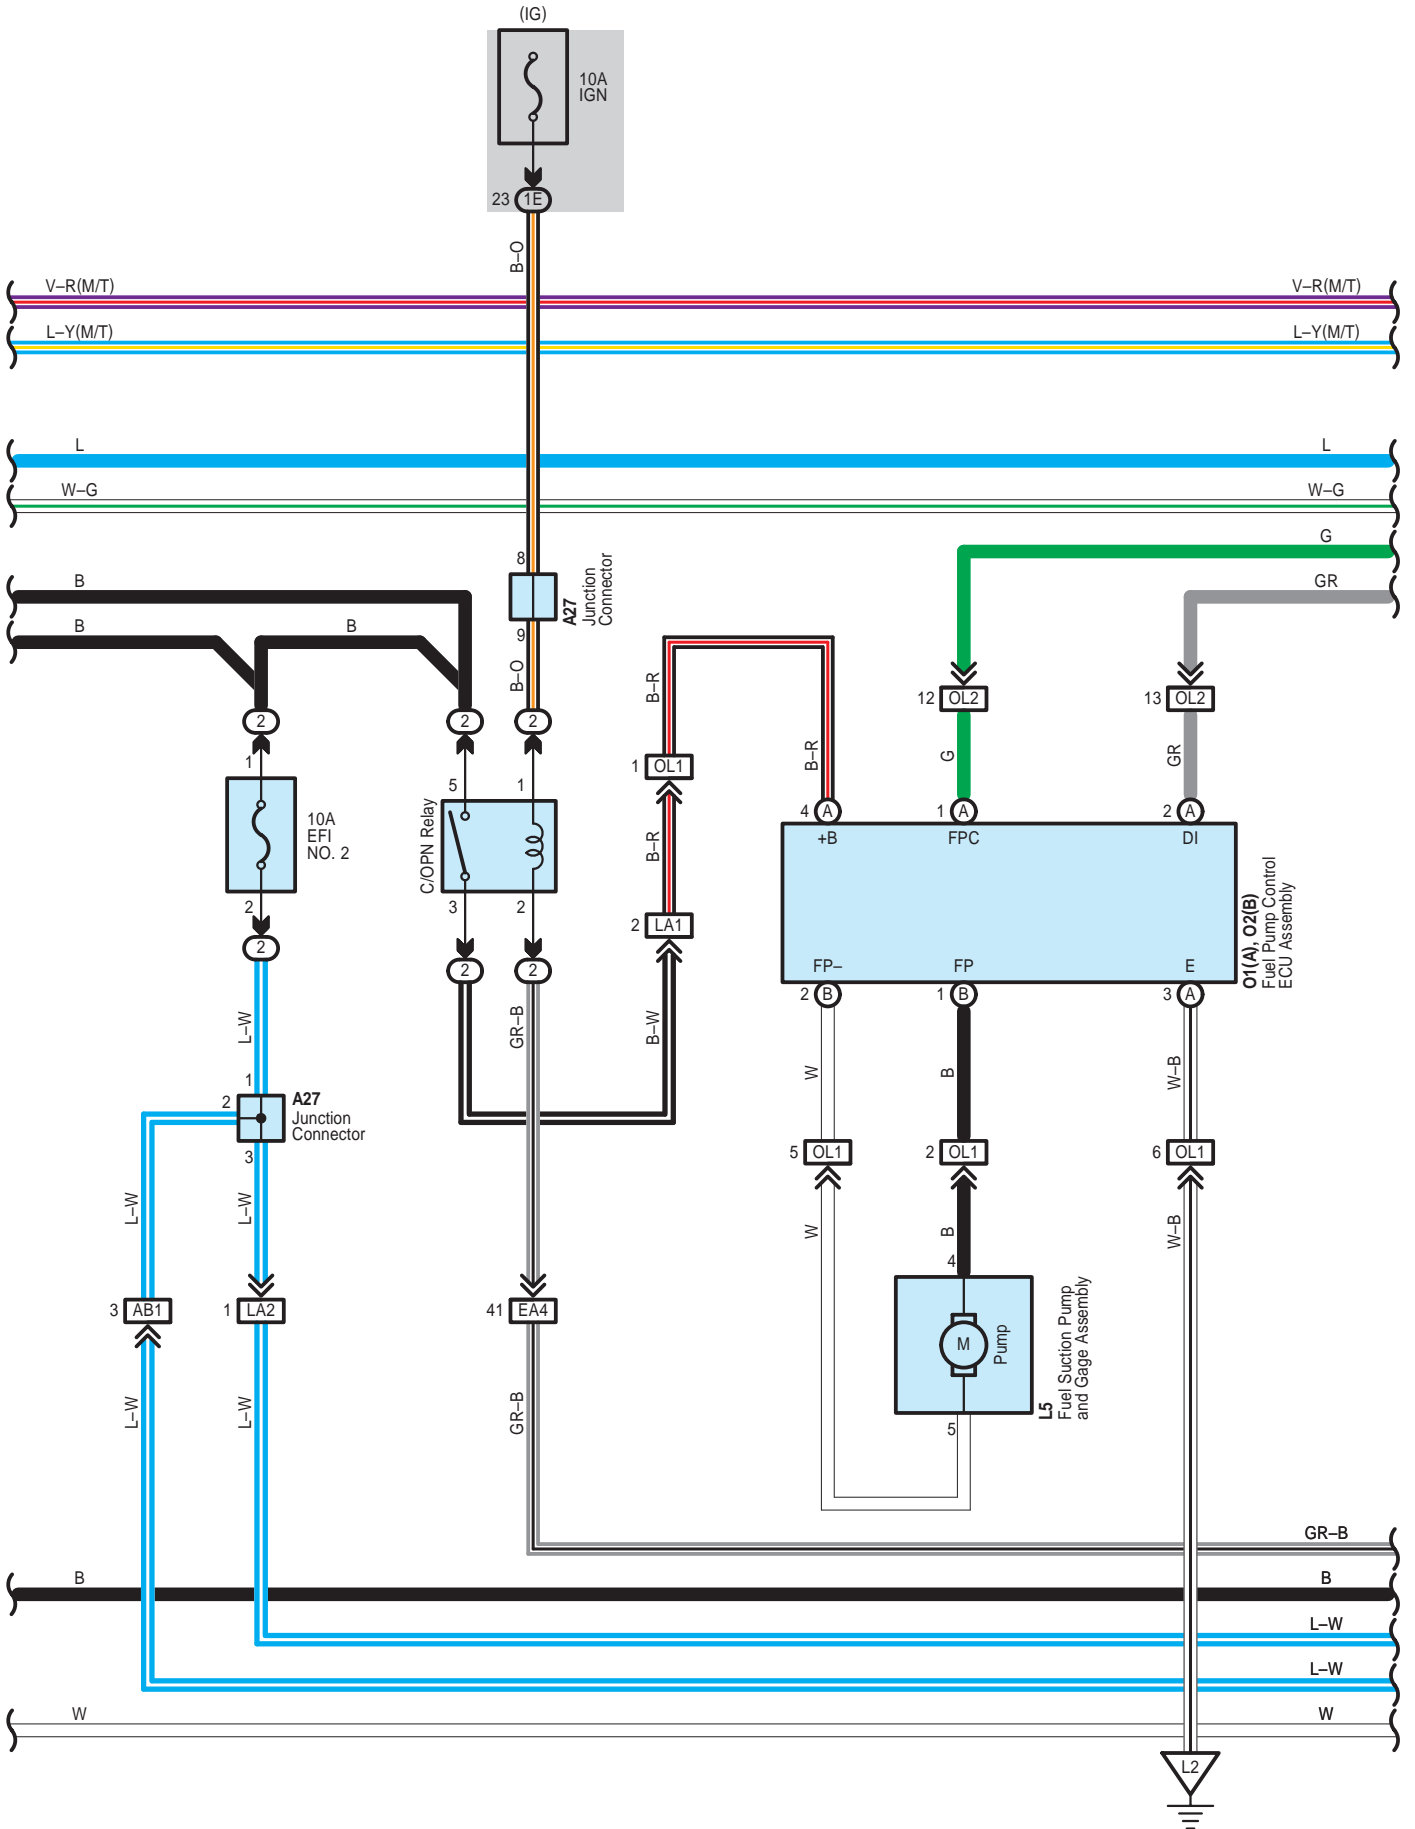 (IG)
10A
IGN
23 1E
B–O
V–R(M/T) V–R(M/T)
L–Y(M/T) L–Y(M/T)
L L
W–G W–G
G
8
A27
Junction
Connector
B GR
B B
9
B–O
B–R
12 OL2
13 OL2
2 2 2
B–R
G
GR
1
1 OL1
5 1
4 A
1 A
2 A
10A
EFI
NO. 2
C/OPN Relay
B–R
+B FPC DI
O1(A), O2(B)
Fuel Pump Control
ECU Assembly
2
3 2
2 LA1
2
2 2
FP– FP E
2 B
1 B
3 A
L–W
GR–B
B–W
W
B
W–B
1
2
A27
Junction
Connector
3
5 OL1
2 OL1
6 OL1
L–W
L–W
W
B
W–B
4
3 AB1
1 LA2
41 EA4
M
Pump
L5
Fuel Suction Pump
and Gage Assembly
L–W
L–W
GR–B
5
GR–B
B B
L–W
L–W
W W
L2